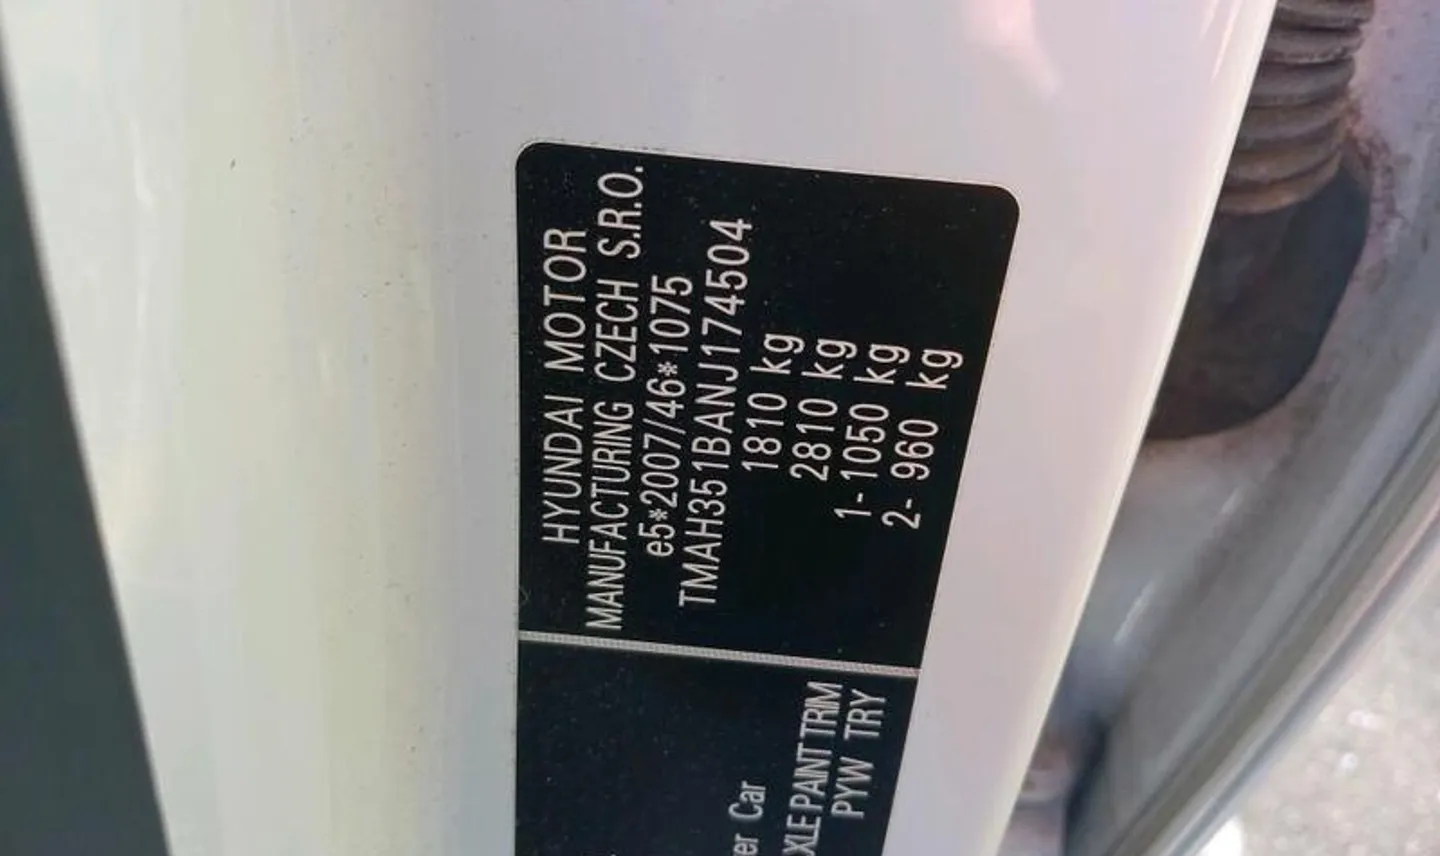 HYUNDAI MOTOR
MANUFACTURING CZECH S.R.O.
e5*2007/46*1075
TMAH351BANJ174504
1810 kg
2810 kg
1- 1050 kg
2- 960 kg
er Car
XLE PAINT TRIM
PYW TRY